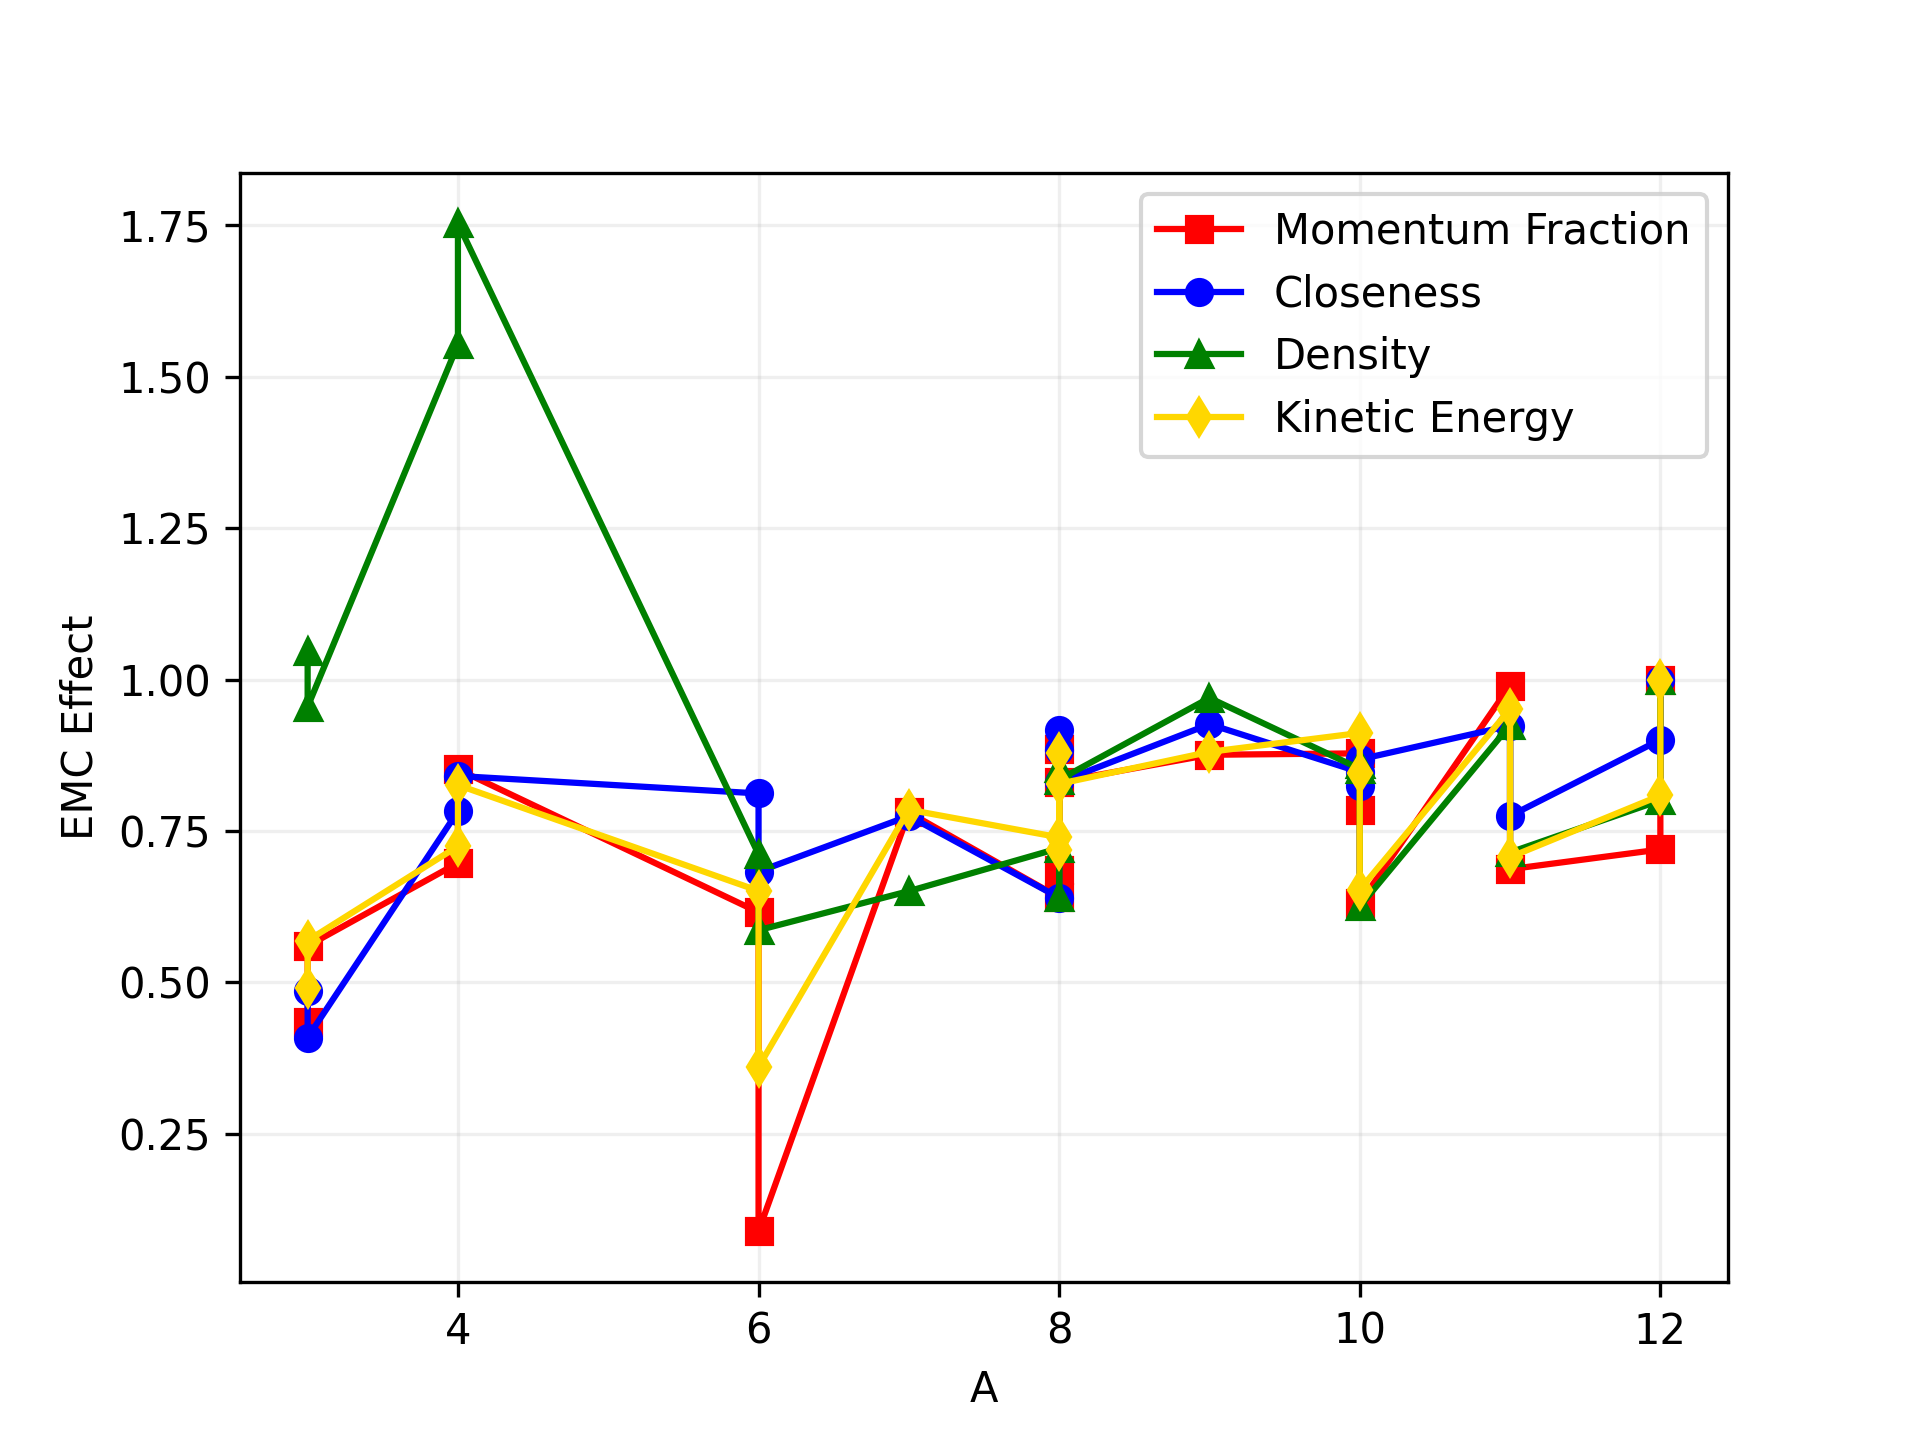 Momentum Fraction
Closeness
Density
Kinetic Energy
1.75
1.50
1.25
1.00
0.75
0.50
0.25
EMC Effect
4 6 8 10 12
A